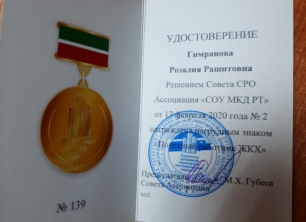 УДОСТОВЕРЕНИЕ
Гимранова
Розалия Рашитовна
Решением Совета СРО
Ассоциация «СОУ МКД РТ»
от 17 февраля 2020 года № 2
награждена нагрудным знаком
ЖКХ»
Председатель
М.Х. Губеев
Совета Ассоциации
М.П.
№ 139